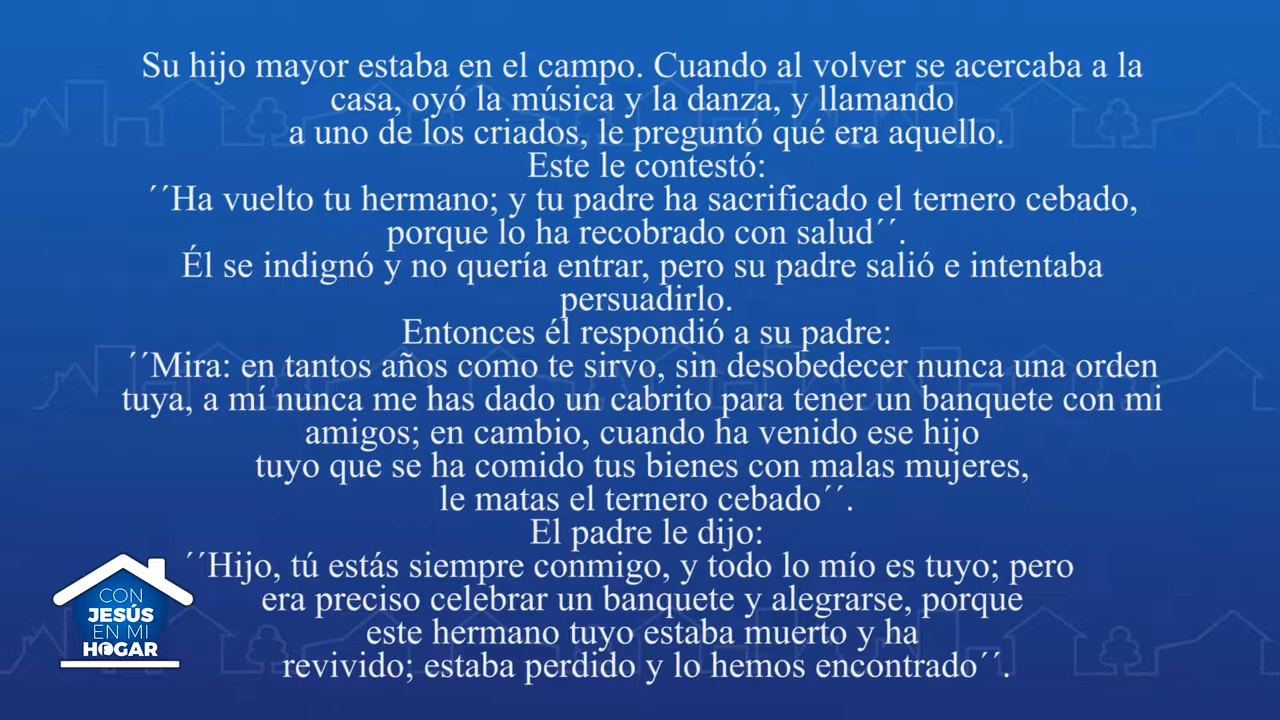 Su hijo mayor estaba en el campo. Cuando al volver se acercaba a la
casa, oyó la música y la danza, y llamando
a uno de los criados, le preguntó qué era aquello.
Este le contestó:
´´Ha vuelto tu hermano; y tu padre ha sacrificado el ternero cebado,
porque lo ha recobrado con salud´´.
Él se indignó y no quería entrar, pero su padre salió e intentaba
persuadirlo.
Entonces él respondió a su padre:
´´Mira: en tantos años como te sirvo, sin desobedecer nunca una orden
tuya, a mí nunca me has dado un cabrito para tener un banquete con mi
amigos; en cambio, cuando ha venido ese hijo
tuyo que se ha comido tus bienes con malas mujeres,
le matas el ternero cebado´´.
El padre le dijo:
´´Hijo, tú estás siempre conmigo, y todo lo mío es tuyo; pero
era preciso celebrar un banquete y alegrarse, porque
este hermano tuyo estaba muerto y ha
revivido; estaba perdido y lo hemos encontrado´´.
CON
JESÚS
EN MI
HOGAR